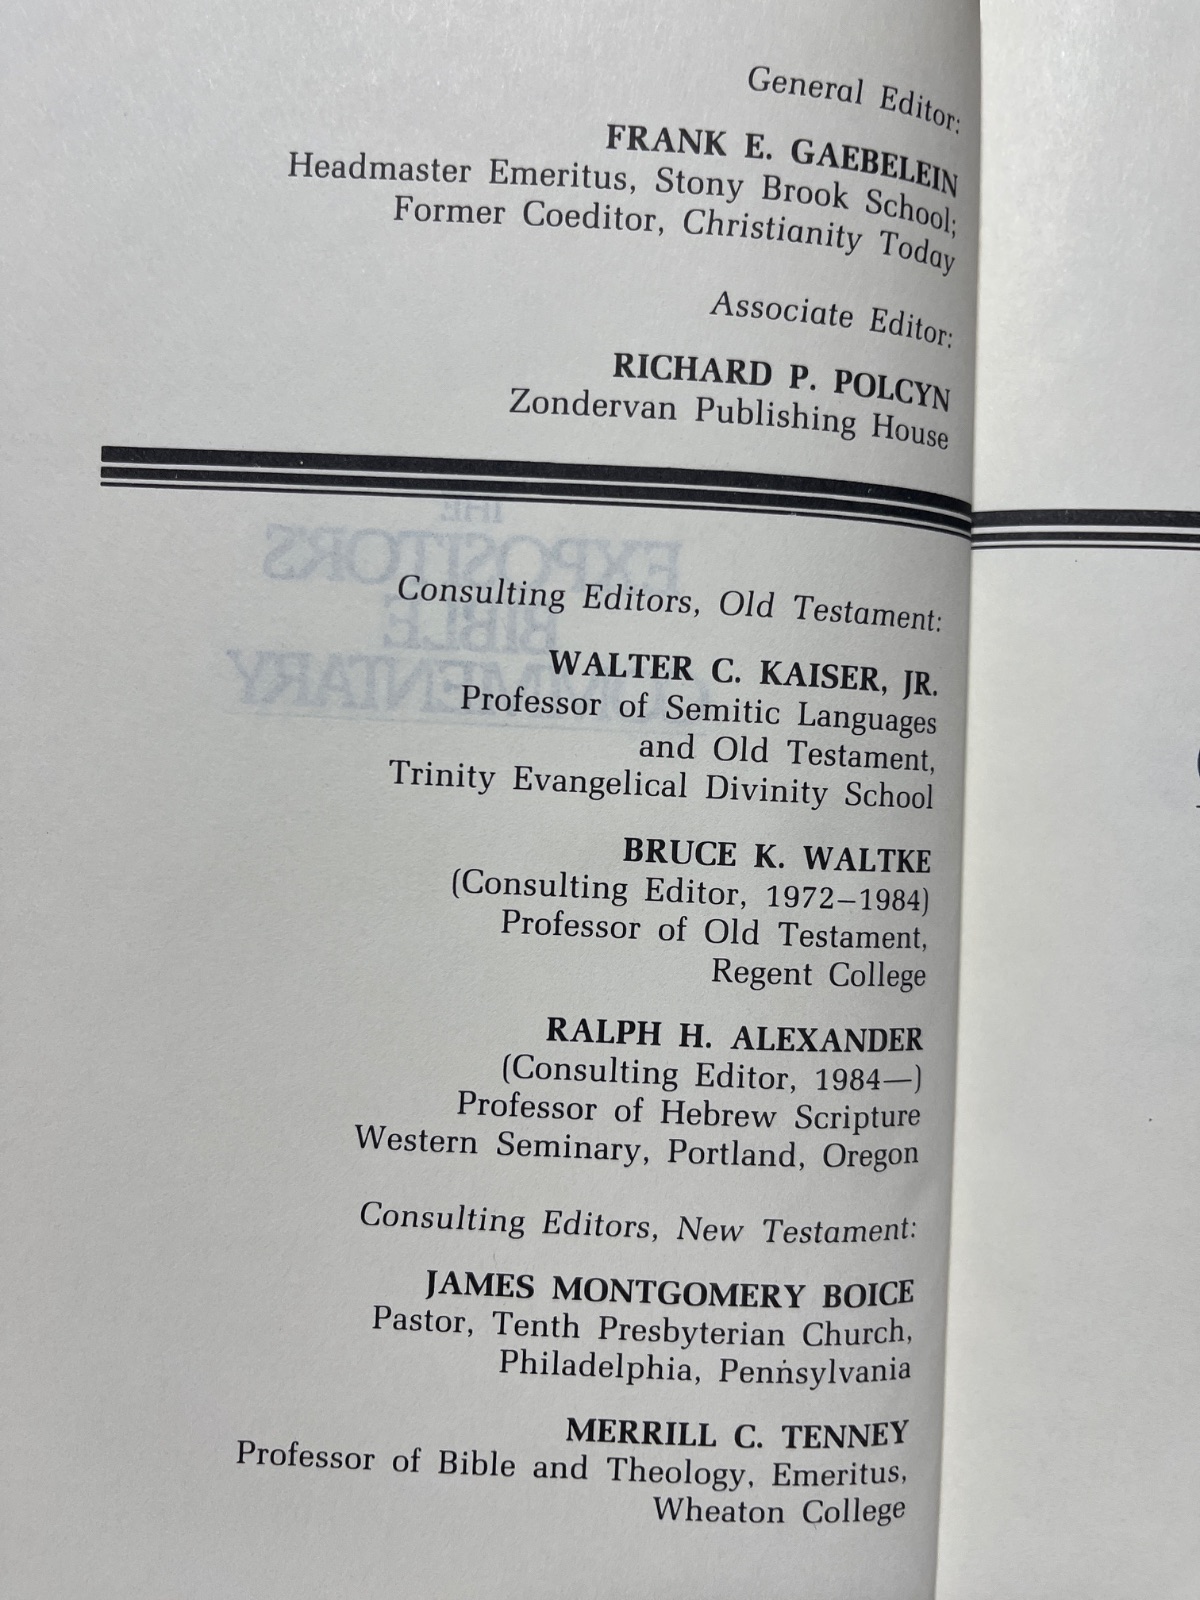 General Editor:
FRANK E. GAEBELEIN
Headmaster Emeritus, Stony Brook School;
Former Coeditor, Christianity Today
Associate Editor:
RICHARD P. POLCYN
Zondervan Publishing House
THE
EXPOSITORS
BIBLE
COMMENTARY
Consulting Editors, Old Testament:
WALTER C. KAISER, JR.
Professor of Semitic Languages
and Old Testament,
Trinity Evangelical Divinity School
BRUCE K. WALTKE
(Consulting Editor, 1972–1984)
Professor of Old Testament,
Regent College
RALPH H. ALEXANDER
(Consulting Editor, 1984—)
Professor of Hebrew Scripture
Western Seminary, Portland, Oregon
Consulting Editors, New Testament:
JAMES MONTGOMERY BOICE
Pastor, Tenth Presbyterian Church,
Philadelphia, Pennsylvania
MERRILL C. TENNEY
Professor of Bible and Theology, Emeritus,
Wheaton College